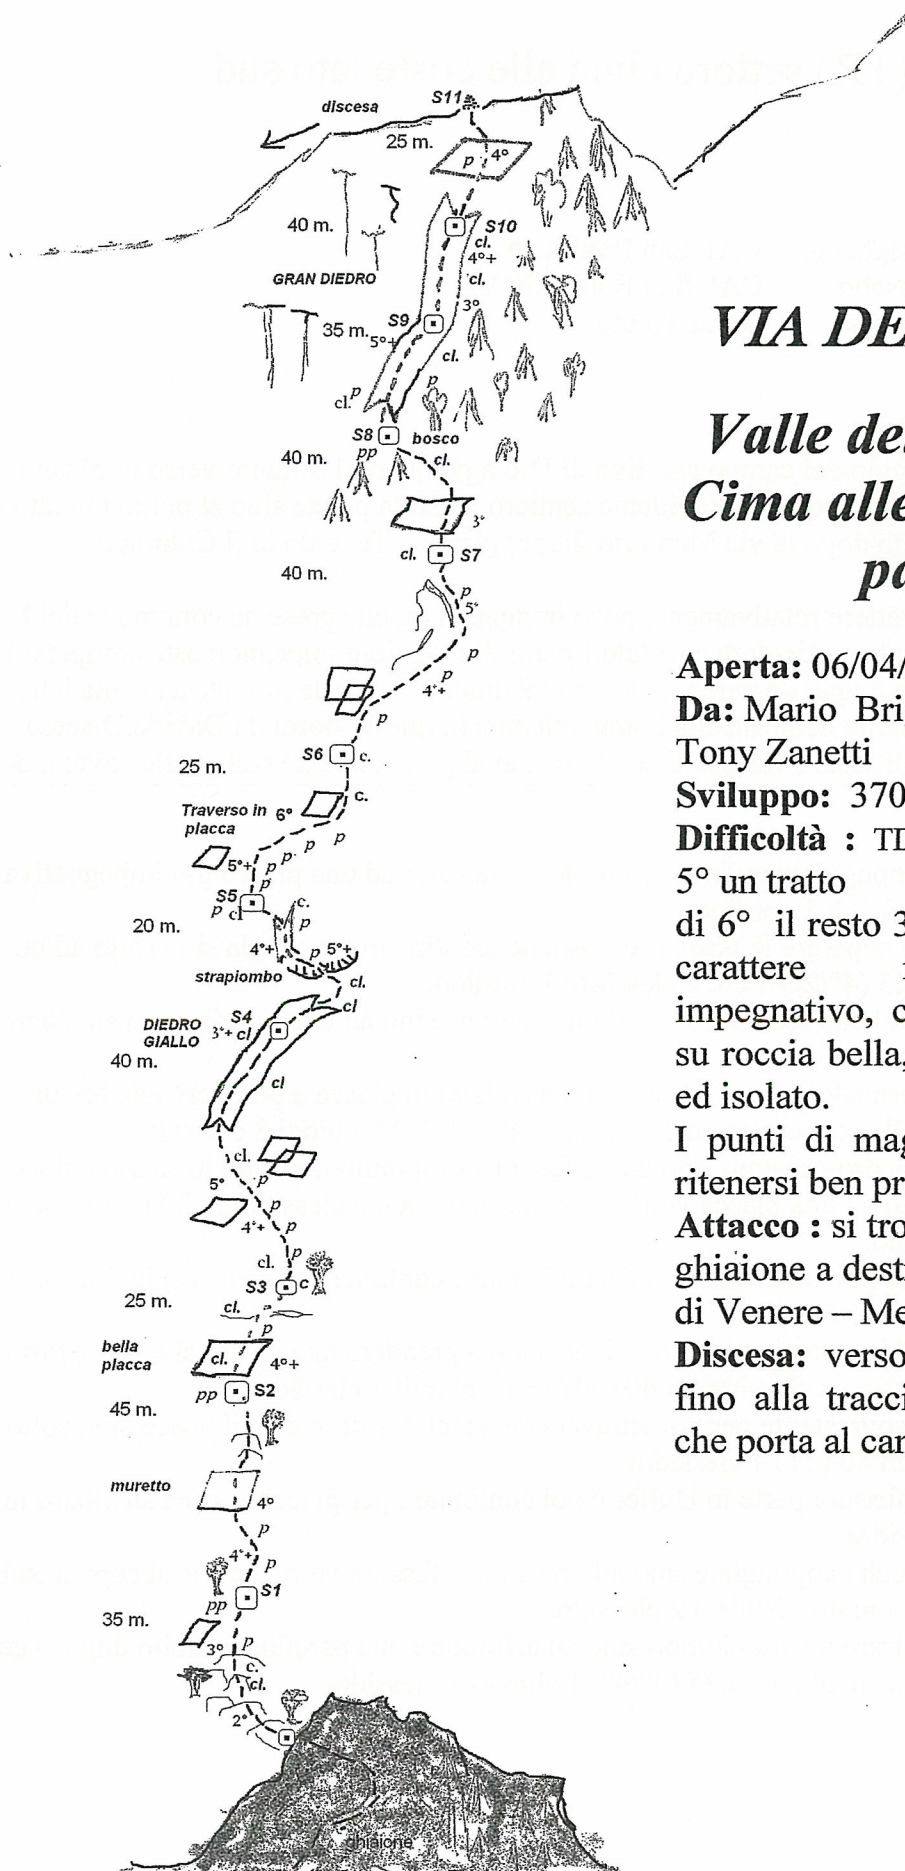 S11
discesa
25 m.
p 4°
40 m.
S10
cl.
4°+
GRAN DIEDRO
cl.
3°
S9
35 m.
5°+
cl.
p
cl. p
S8
bosco
pp
cl.
40 m.
3°
cl. S7
40 m.
p
5°
p
p
4°+
p
S6 c.
25 m.
c.
Traverso in
placca
6°
p
p
p
5°+ p
p
S5
p cl
c.
p
20 m.
4°+ p 5°+
strapiombo
cl.
cl
S4
DIEDRO
GIALLO
3°+ cl
40 m.
cl
cl.
p
5°
p
4°+ p
cl. p
S3 c
25 m.
cl.
p
bella
placca
cl. 4°+
pp S2
45 m.
muretto
4°
p
4°+ p
S1
pp
35 m.
3° p
c.
cl.
2°
ghiaione
VIA DE
Valle de
Cima alle
pa
Aperta: 06/04/
Da: Mario Bri
Tony Zanetti
Sviluppo: 370
Difficoltà : TD
5° un tratto
di 6° il resto 3
carattere
impegnativo, c
su roccia bella,
ed isolato.
I punti di mag
ritenersi ben pr
Attacco : si tro
ghiaione a destr
di Venere – Me
Discesa: verso
fino alla tracci
che porta al car